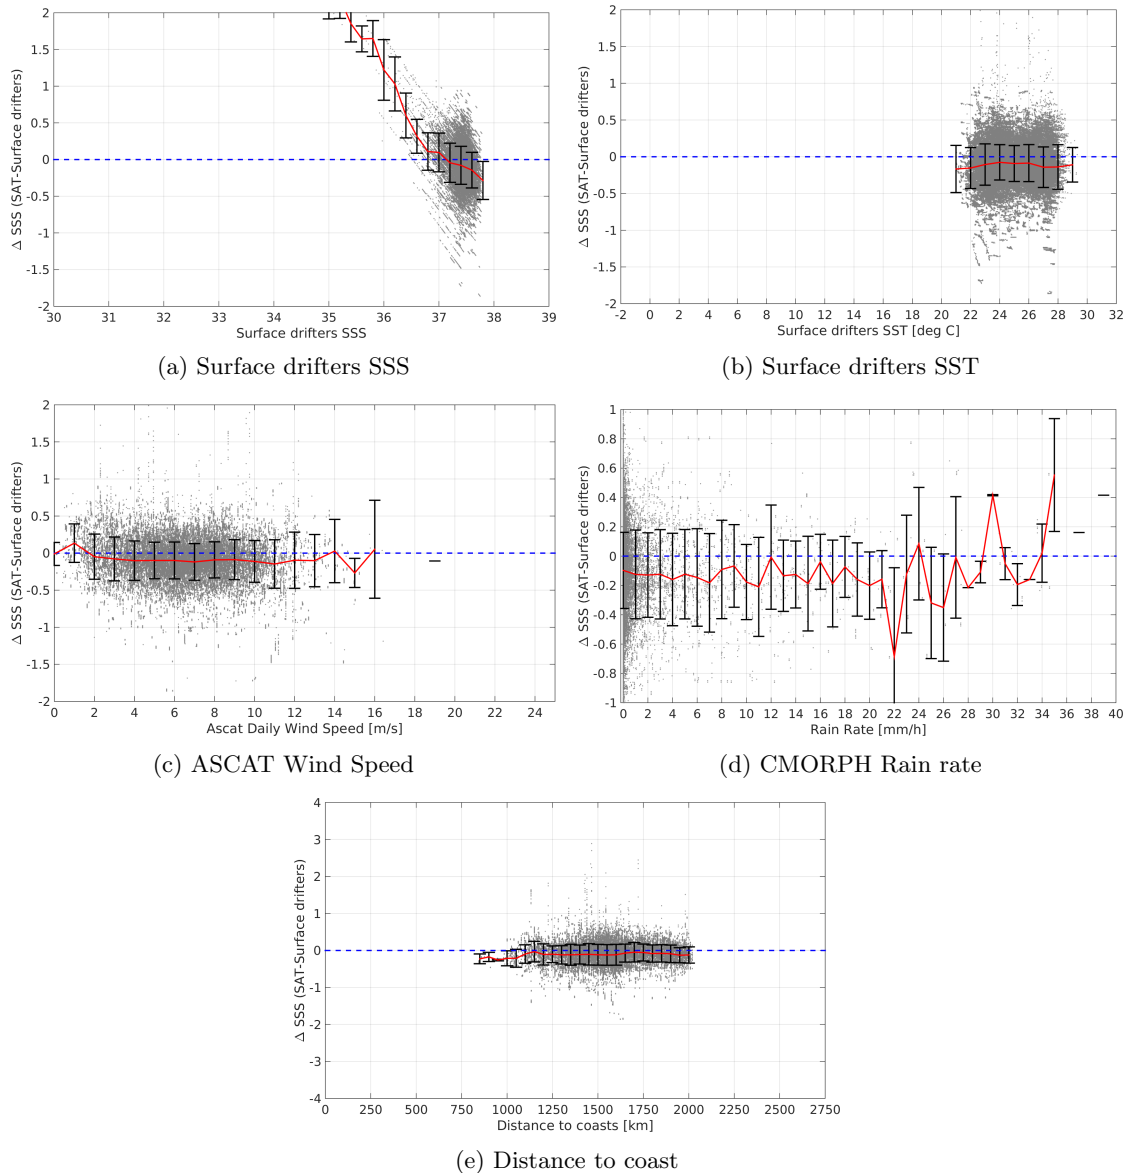 2
1.5
1
0.5
0
-0.5
-1
-1.5
-2
Δ SSS (SAT-Surface drifters)
30 31 32 33 34 35 36 37 38 39
Surface drifters SSS
(a) Surface drifters SSS
2
1.5
1
0.5
0
-0.5
-1
-1.5
-2
Δ SSS (SAT-Surface drifters)
-2 0 2 4 6 8 10 12 14 16 18 20 22 24 26 28 30 32
Surface drifters SST [deg C]
(b) Surface drifters SST
2
1.5
1
0.5
0
-0.5
-1
-1.5
-2
Δ SSS (SAT-Surface drifters)
0 2 4 6 8 10 12 14 16 18 20 22 24
Ascat Daily Wind Speed [m/s]
(c) ASCAT Wind Speed
1
0.8
0.6
0.4
0.2
0
-0.2
-0.4
-0.6
-0.8
-1
Δ SSS (SAT-Surface drifters)
0 2 4 6 8 10 12 14 16 18 20 22 24 26 28 30 32 34 36 38 40
Rain Rate [mm/h]
(d) CMORPH Rain rate
4
3
2
1
0
-1
-2
-3
-4
Δ SSS (SAT-Surface drifters)
0 250 500 750 1000 1250 1500 1750 2000 2250 2500 2750
Distance to coasts [km]
(e) Distance to coast